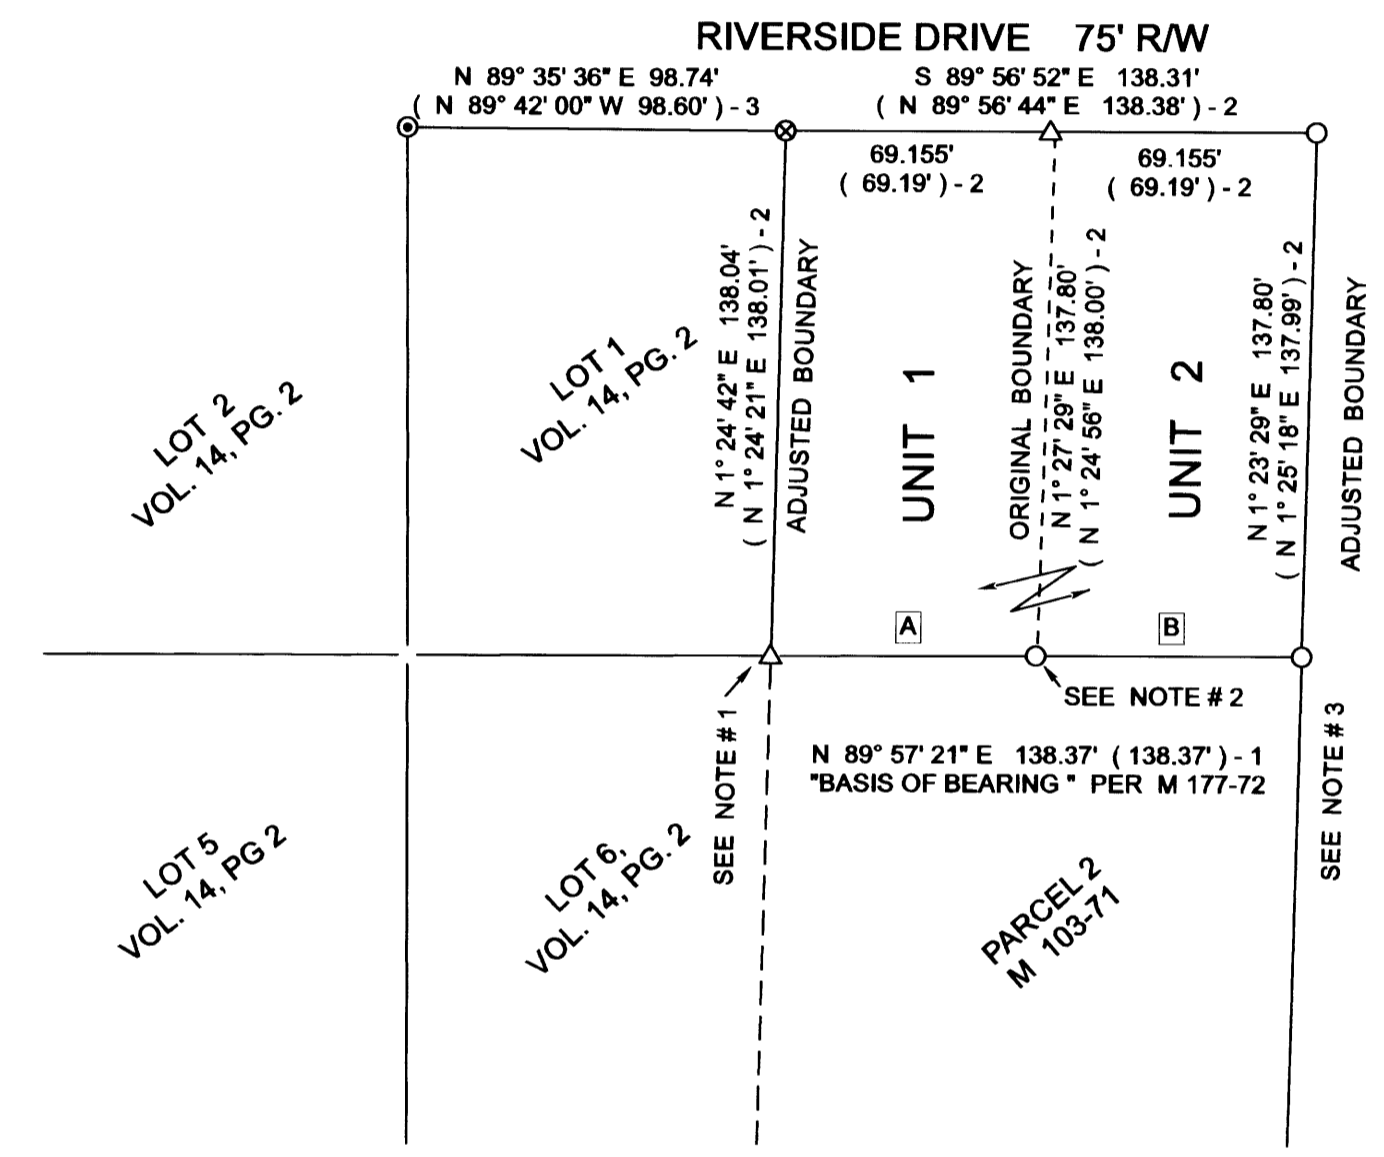 RIVERSIDE DRIVE 75' R/W
N 89° 35' 36" E 98.74'
( N 89° 42' 00" W 98.60' ) - 3
S 89° 56' 52" E 138.31'
( N 89° 56' 44" E 138.38' ) - 2
69.155'
( 69.19' ) - 2
69.155'
( 69.19' ) - 2
LOT 2
VOL. 14, PG. 2
LOT 1
VOL. 14, PG. 2
N 1° 24' 42" E 138.04'
( N 1° 24' 21" E 138.01' ) - 2
ADJUSTED BOUNDARY
UNIT 1
ORIGINAL BOUNDARY
N 1° 27' 29" E 137.80'
( N 1° 24' 56" E 138.00' ) - 2
UNIT 2
N 1° 23' 29" E 137.80'
( N 1° 25' 18" E 137.99' ) - 2
ADJUSTED BOUNDARY
A
B
SEE NOTE # 1
SEE NOTE # 2
SEE NOTE # 3
N 89° 57' 21" E 138.37' ( 138.37' ) - 1
"BASIS OF BEARING " PER M 177-72
LOT 5
VOL. 14, PG 2
LOT 6,
VOL. 14, PG. 2
PARCEL 2
M 103-71